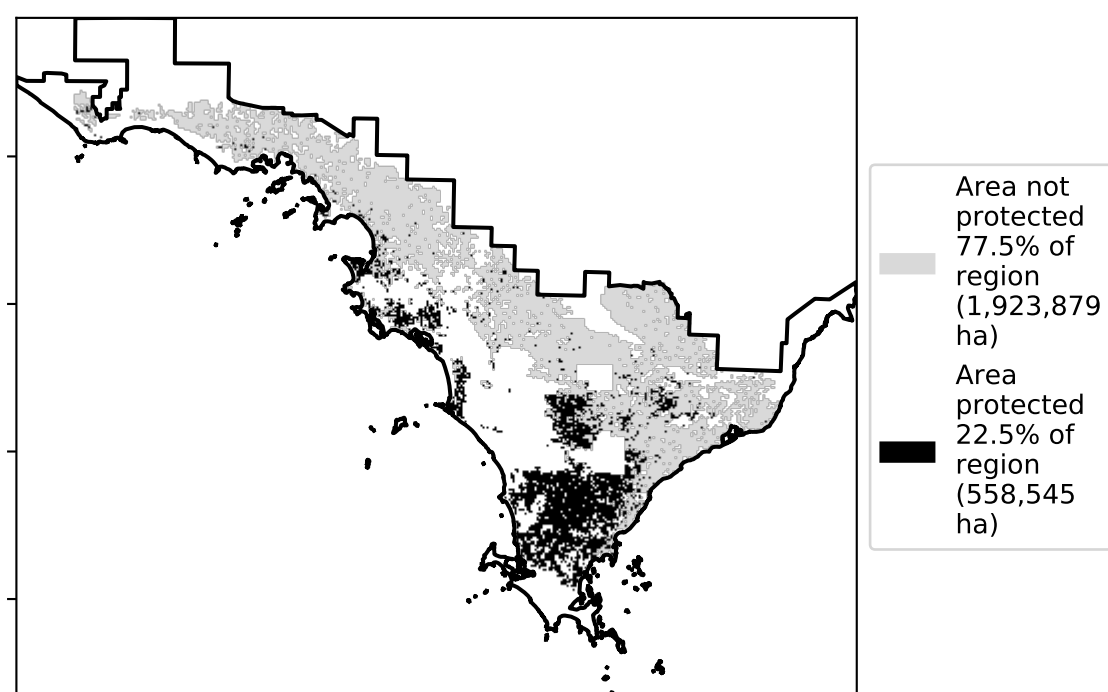 Area not
protected
77.5% of
region
(1,923,879
ha)
Area
protected
22.5% of
region
(558,545
ha)